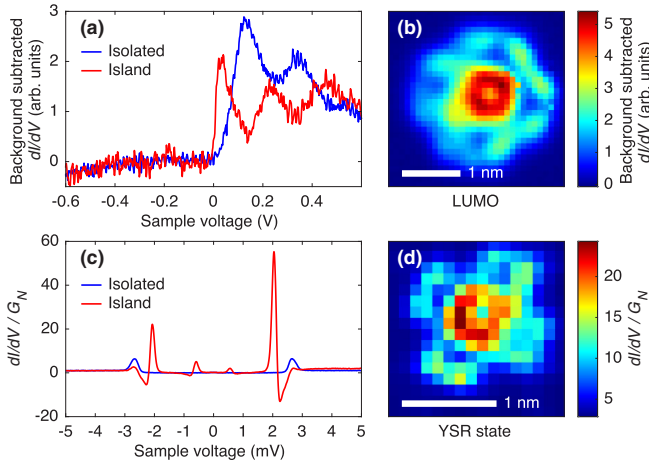 (a)
Isolated
Island
Background subtracted
dI/dV (arb. units)
3
2
1
0
-0.6 -0.4 -0.2 0 0.2 0.4
Sample voltage (V)
(b)
1 nm
LUMO
5
4
3
2
1
0
Background subtracted
dI/dV (arb. units)
(c)
Isolated
Island
dI/dV / G_N
60
40
20
0
-20
-5 -4 -3 -2 -1 0 1 2 3 4 5
Sample voltage (mV)
(d)
1 nm
YSR state
20
15
10
5
dI/dV / G_N